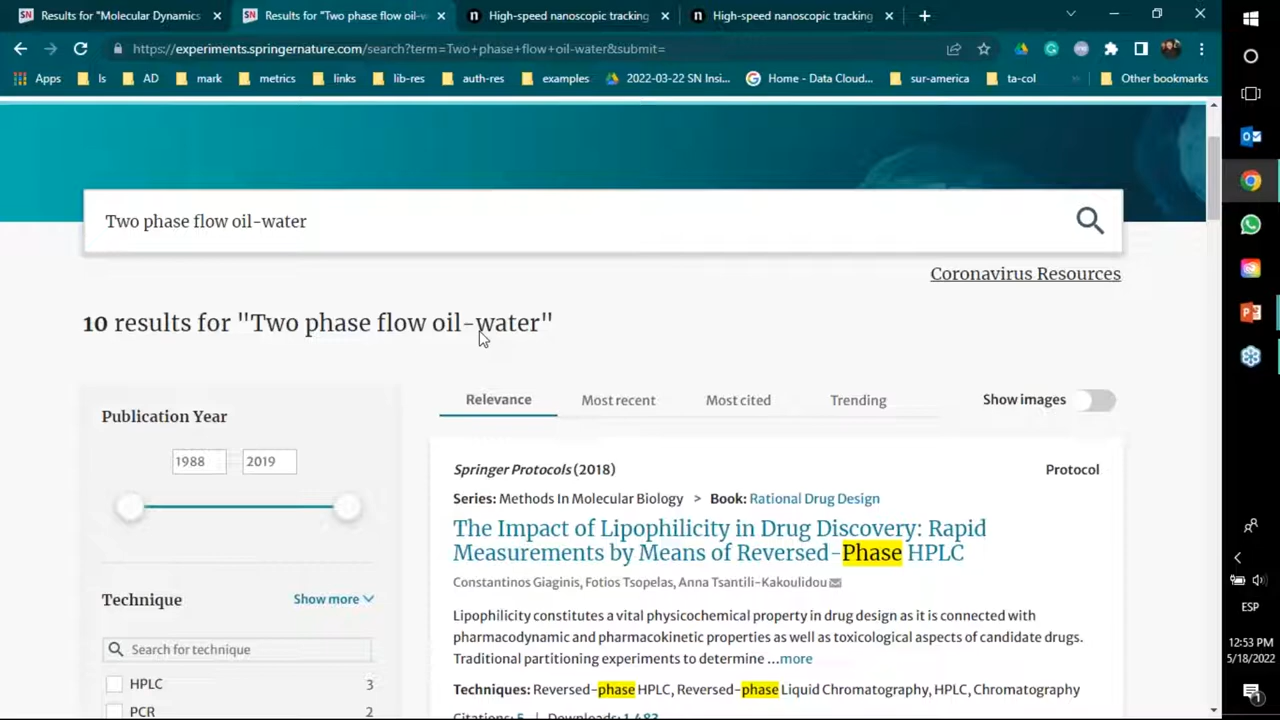 SN Results for "Molecular Dynamics
SN Results for "Two phase flow oil-w
n High-speed nanoscopic tracking
n High-speed nanoscopic tracking
https://experiments.springernature.com/search?term=Two+phase+flow+oil-water&submit=
Apps ls AD mark metrics links lib-res auth-res examples 2022-03-22 SN Insi... Home - Data Cloud... sur-america ta-col » Other bookmarks
Two phase flow oil-water
Coronavirus Resources
10 results for "Two phase flow oil-water"
Publication Year
1988 2019
Technique Show more
Search for technique
HPLC 3
PCR 2
Relevance Most recent Most cited Trending Show images
Springer Protocols (2018) Protocol
Series: Methods In Molecular Biology > Book: Rational Drug Design
The Impact of Lipophilicity in Drug Discovery: Rapid
Measurements by Means of Reversed-Phase HPLC
Constantinos Giaginis, Fotios Tsopelas, Anna Tsantili-Kakoulidou
Lipophilicity constitutes a vital physicochemical property in drug design as it is connected with
pharmacodynamic and pharmacokinetic properties as well as toxicological aspects of candidate drugs.
Traditional partitioning experiments to determine ...more
Techniques: Reversed-phase HPLC, Reversed-phase Liquid Chromatography, HPLC, Chromatography
Citations: 5 | Downloads: 1,483
ESP
12:53 PM
5/18/2022
1